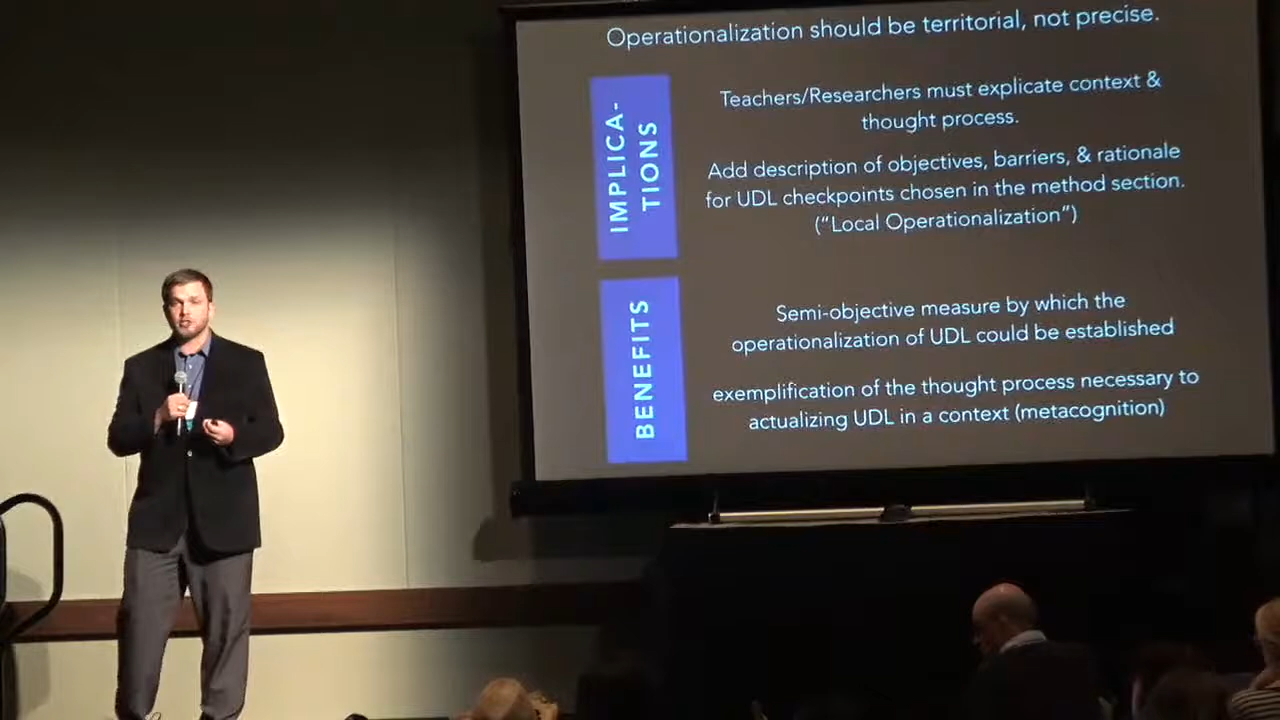 Operationalization should be territorial, not precise.
IMPLICA-
TIONS
Teachers/Researchers must explicate context &
thought process.
Add description of objectives, barriers, & rationale
for UDL checkpoints chosen in the method section.
(“Local Operationalization”)
BENEFITS
Semi-objective measure by which the
operationalization of UDL could be established
exemplification of the thought process necessary to
actualizing UDL in a context (metacognition)